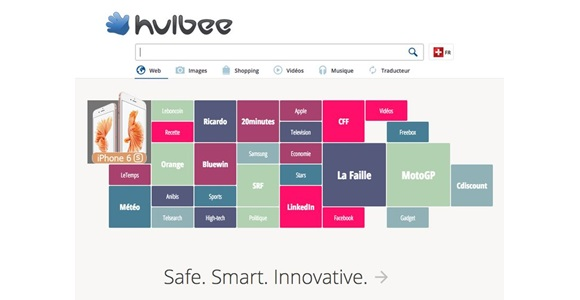 hulbee
FR
Web Images Shopping Vidéos Musique Traducteur
Leboncoin Ricardo 20minutes Apple CFF Vidéos
Recette Television Freebox
iPhone 6 S
Orange Bluewin Samsung Economie La Faille MotoGP
LeTemps SRF Stars Cdiscount
Météo Anibis Sports LinkedIn
Telsearch High-tech Politique Facebook Gadget
Safe. Smart. Innovative.